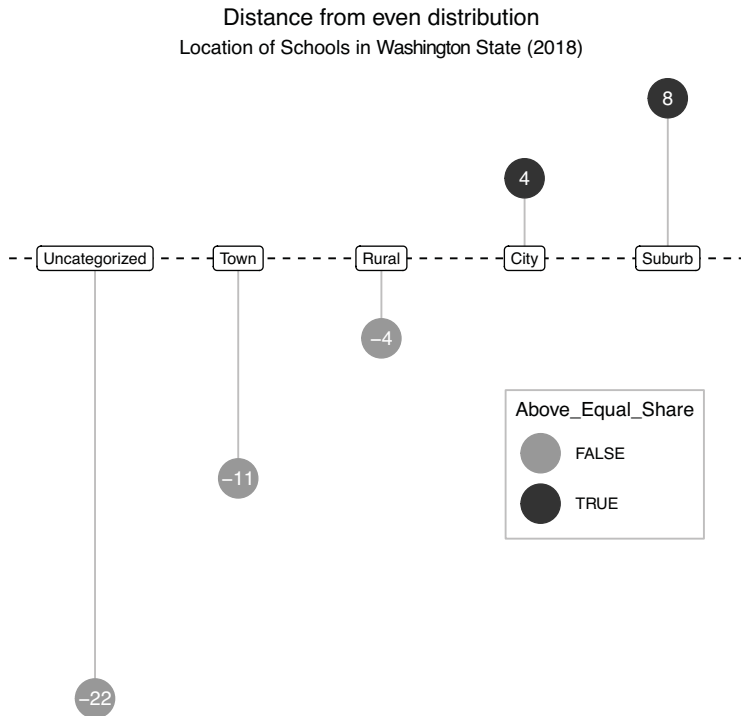 Distance from even distribution
Location of Schools in Washington State (2018)
8
4
Uncategorized
Town
Rural
City
Suburb
−4
Above_Equal_Share
FALSE
−11
TRUE
−22